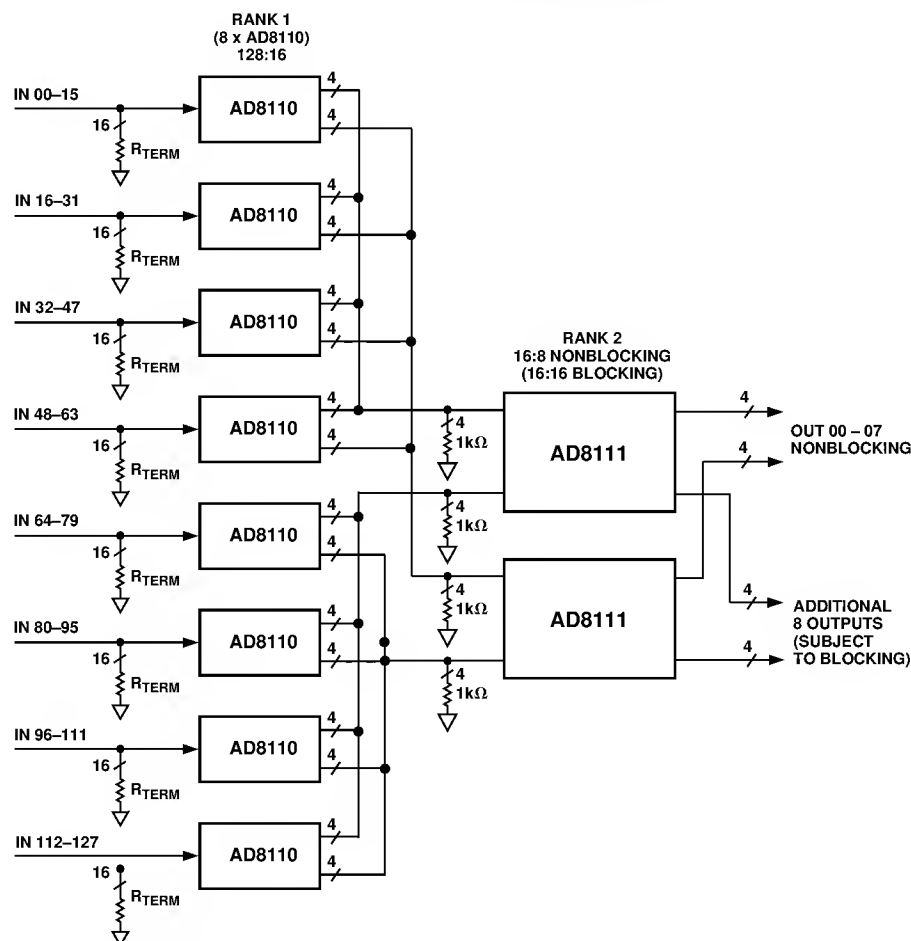 RANK 1
(8 x AD8110)
128:16
IN 00–15
16
RTERM
AD8110
4
4
IN 16–31
16
RTERM
AD8110
4
4
IN 32–47
16
RTERM
AD8110
4
4
IN 48–63
16
RTERM
AD8110
4
4
IN 64–79
16
RTERM
AD8110
4
4
IN 80–95
16
RTERM
AD8110
4
4
IN 96–111
16
RTERM
AD8110
4
4
IN 112–127
16
RTERM
AD8110
4
4
4
1kΩ
4
1kΩ
4
1kΩ
4
1kΩ
RANK 2
16:8 NONBLOCKING
(16:16 BLOCKING)
AD8111
AD8111
4
4
OUT 00 – 07
NONBLOCKING
4
4
ADDITIONAL
8 OUTPUTS
(SUBJECT
TO BLOCKING)